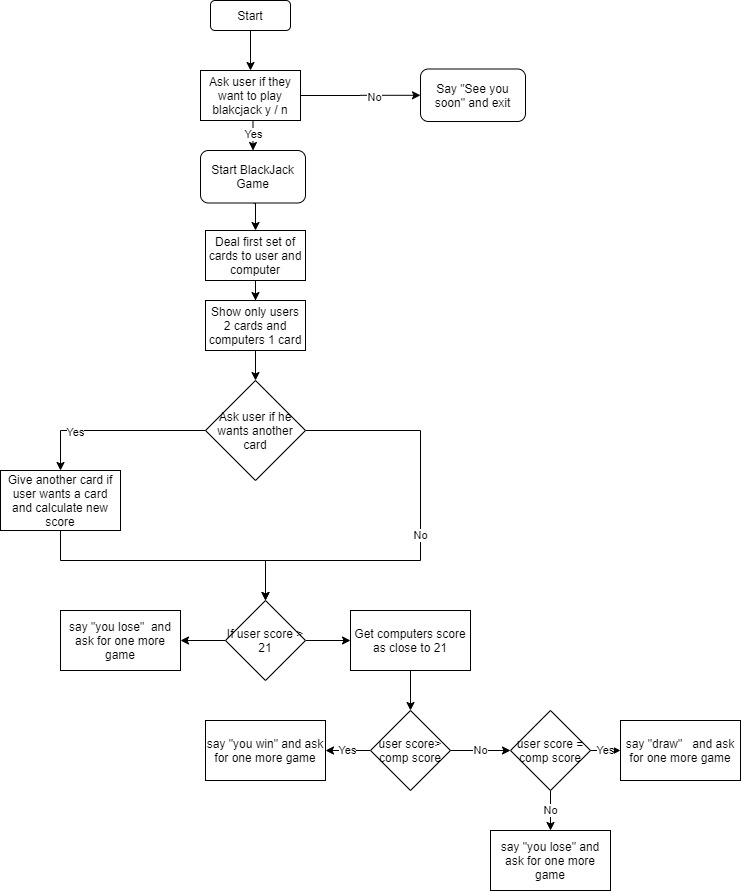 Start
Ask user if they
want to play
blakcjack y / n
No
Say "See you
soon" and exit
Yes
Start BlackJack
Game
Deal first set of
cards to user and
computer
Show only users
2 cards and
computers 1 card
Ask user if he
wants another
card
Yes
Give another card if
user wants a card
and calculate new
score
No
say "you lose"  and
ask for one more
game
If user score >
21
Get computers score
as close to 21
say "you win" and ask
for one more game
Yes
user score>
comp score
No
user score =
comp score
Yes
say "draw"   and ask
for one more game
No
say "you lose" and
ask for one more
game